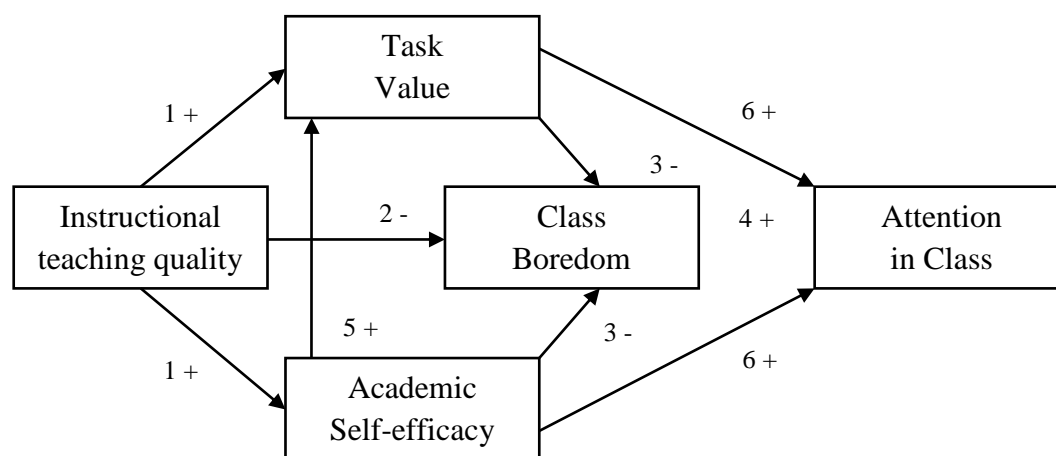 Task
Value
1 +
6 +
3 -
Instructional
teaching quality
2 -
Class
Boredom
4 +
Attention
in Class
5 +
3 -
1 +
6 +
Academic
Self-efficacy